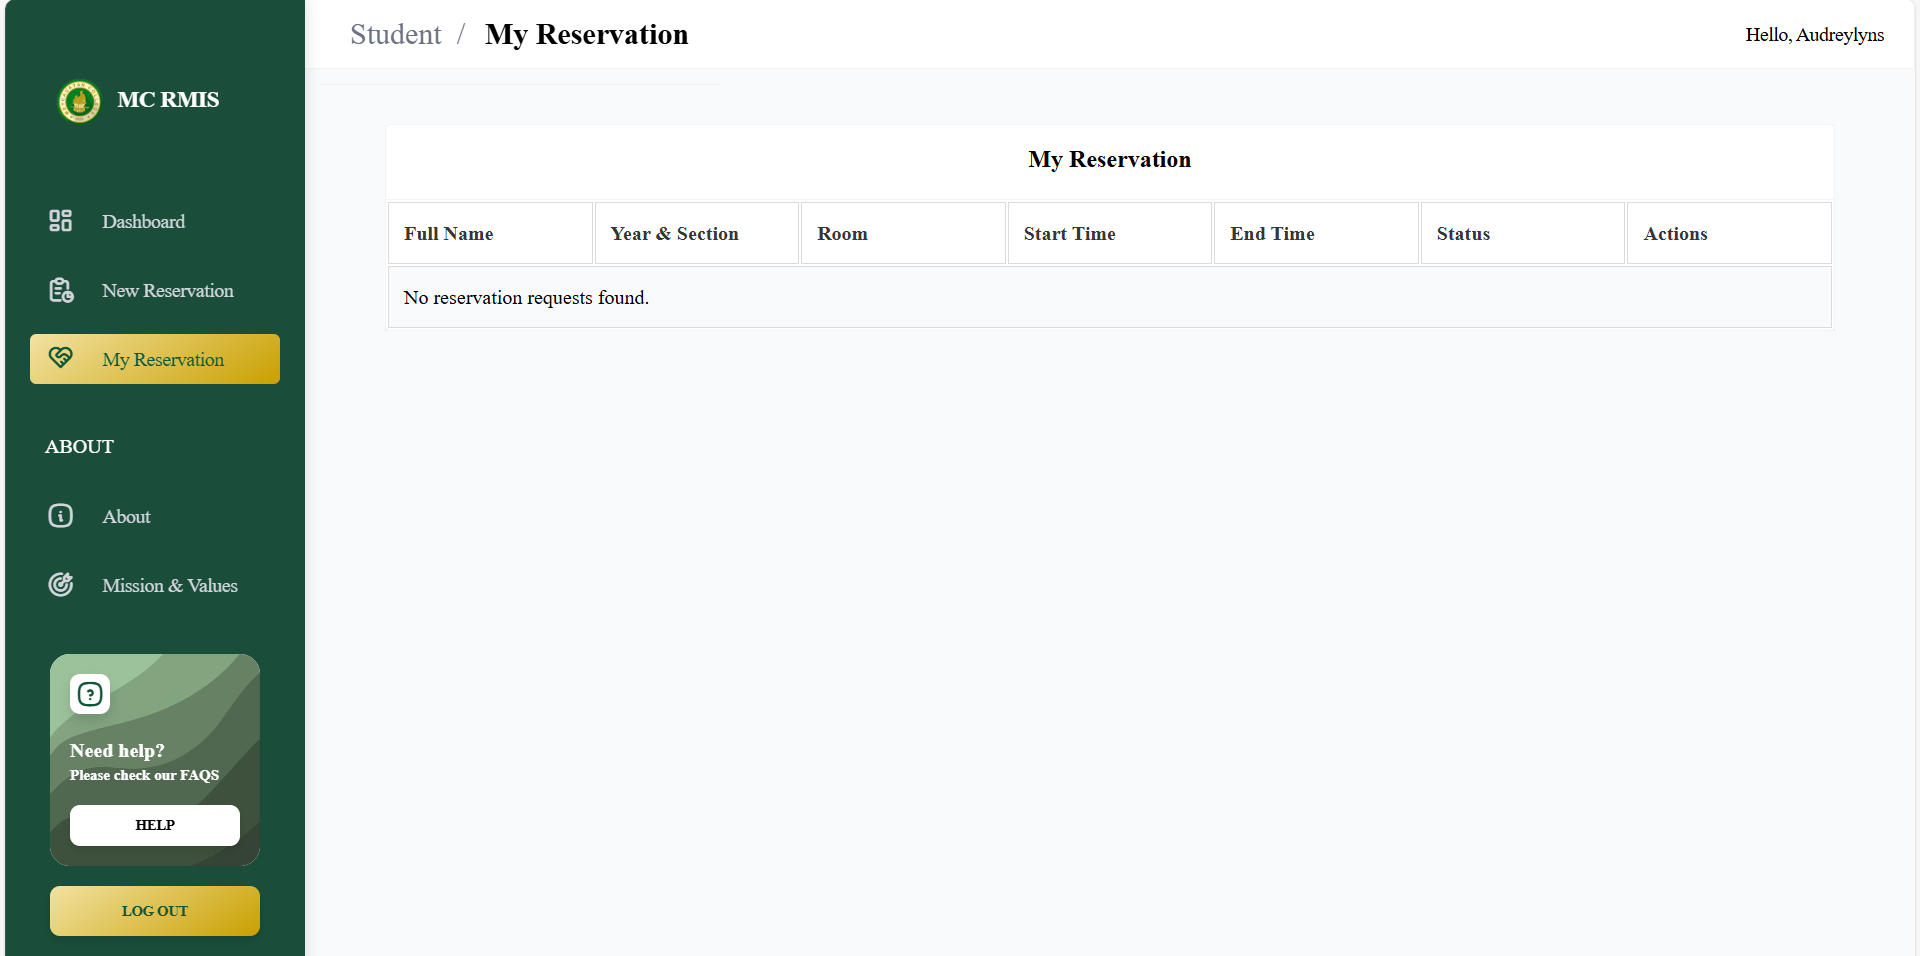 MC RMIS
Dashboard
New Reservation
My Reservation
ABOUT
About
Mission & Values
Need help?
Please check our FAQS
HELP
LOG OUT
Student / My Reservation
Hello, Audreylyns
My Reservation
Full Name Year & Section Room Start Time End Time Status Actions
No reservation requests found.